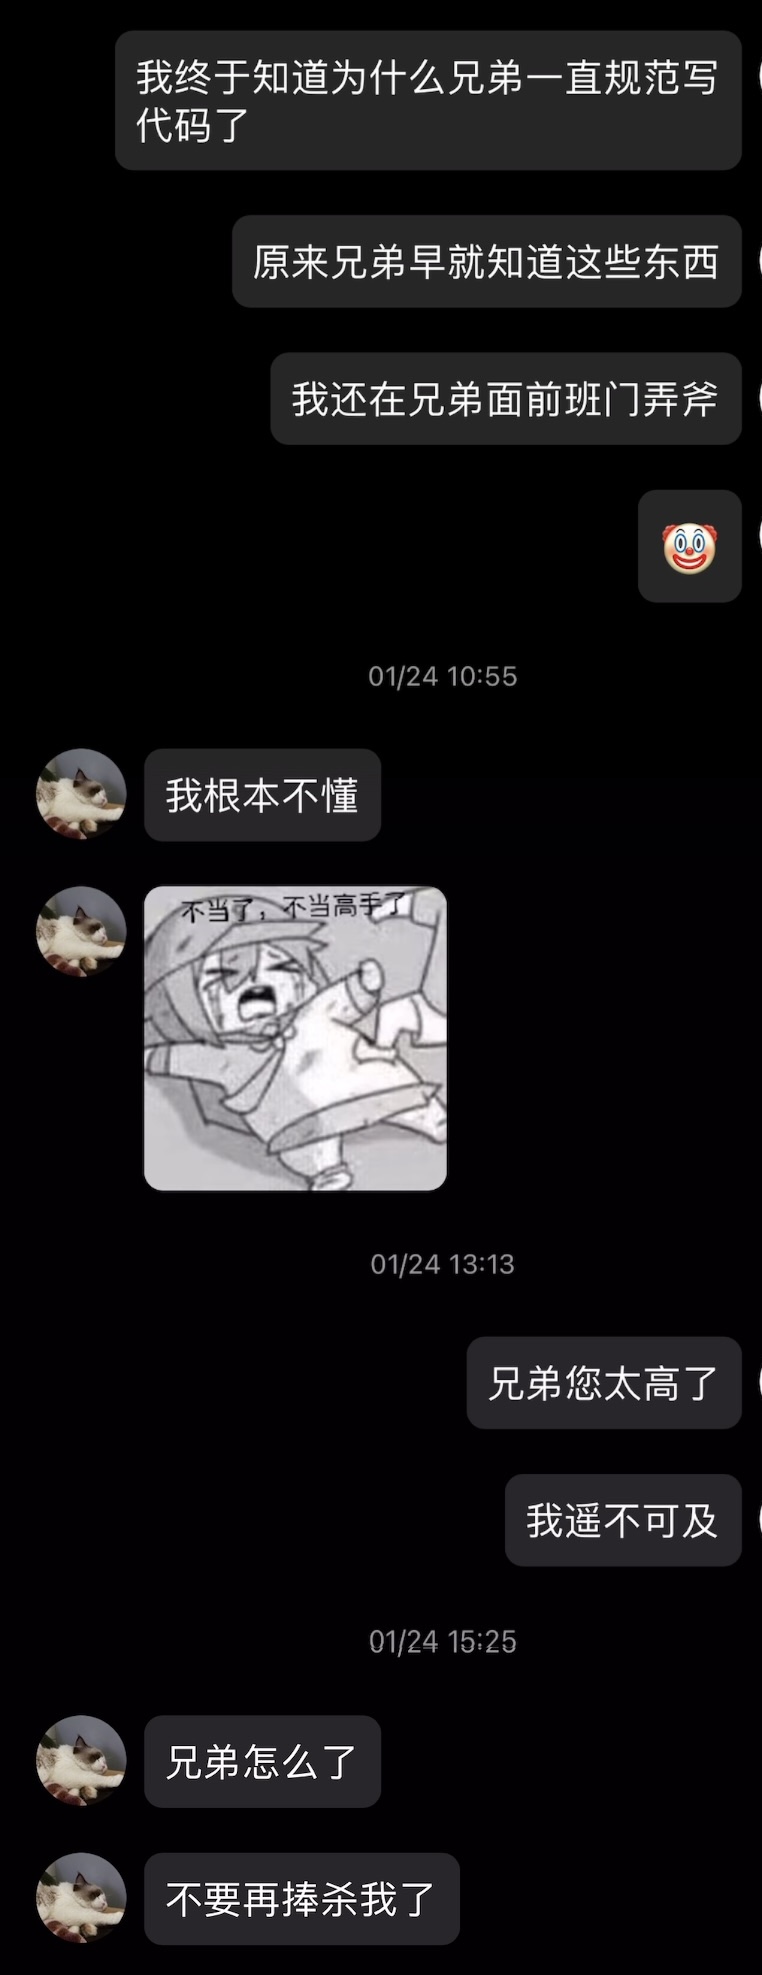 我终于知道为什么兄弟一直规范写
代码了
原来兄弟早就知道这些东西
我还在兄弟面前班门弄斧
🤡
01/24 10:55
我根本不懂
不当了，不当高手了
01/24 13:13
兄弟您太高了
我遥不可及
01/24 15:25
兄弟怎么了
不要再捧杀我了